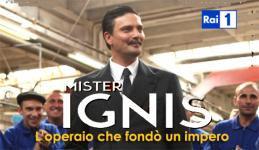 Rai 1
MISTER
IGNIS
L'operaio che fondò un impero